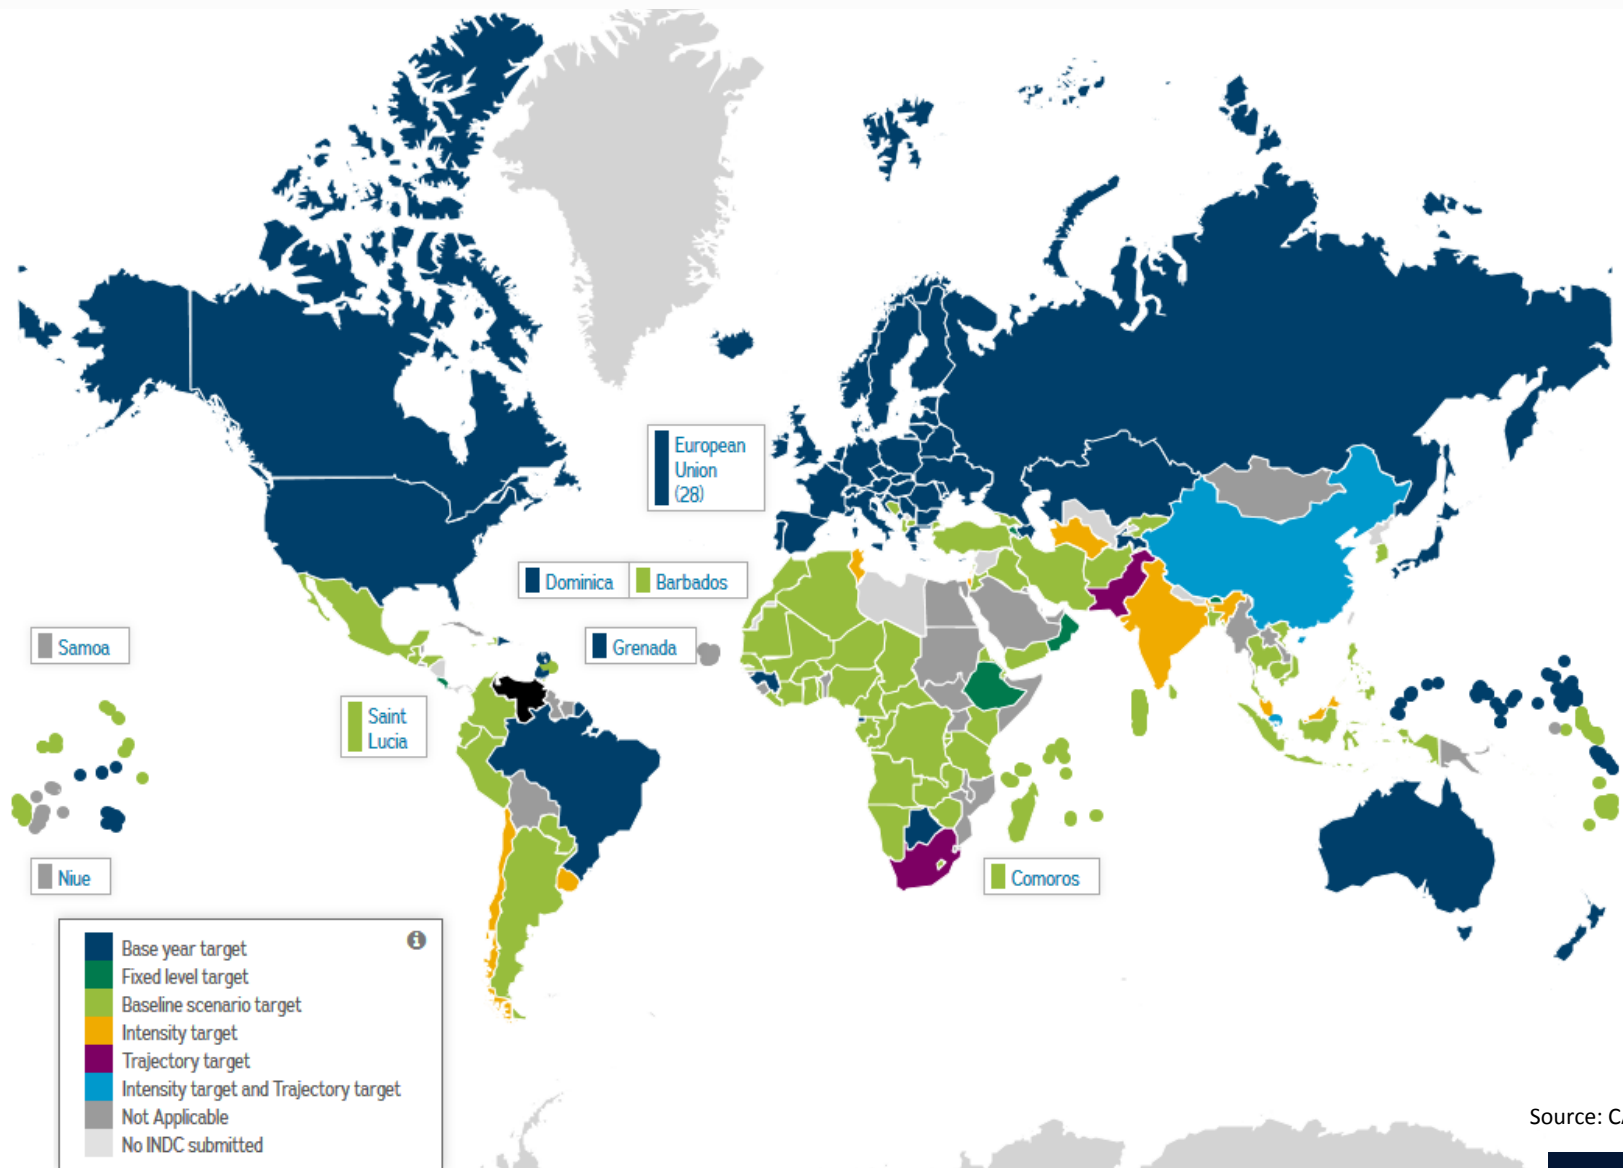 European
Union
(28)
Dominica
Barbados
Samoa
Grenada
Saint
Lucia
Niue
Comoros
Base year target
Fixed level target
Baseline scenario target
Intensity target
Trajectory target
Intensity target and Trajectory target
Not Applicable
No INDC submitted
Source: